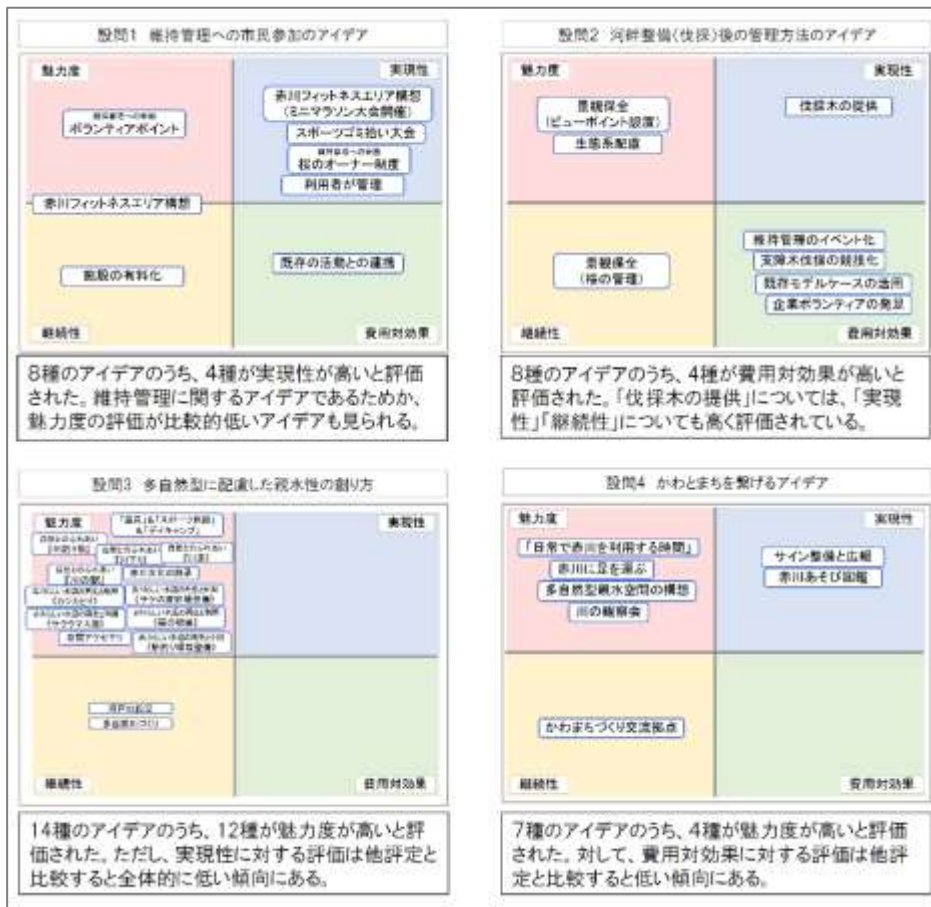 設問1 維持管理への市民参加のアイデア
魅力度
実現性
ボランティアポイント
赤川フィットネスエリア構想
(ミニマラソン大会開催)
スポーツゴミ拾い大会
桜のオーナー制度
利用者が管理
赤川フィットネスエリア構想
施設の有料化
既存の活動との連携
継続性
費用対効果
8種のアイデアのうち、4種が実現性が高いと評価
された。維持管理に関するアイデアであるためか、
魅力度の評価が比較的低いアイデアも見られる。
設問2 河畔整備(伐採)後の管理方法のアイデア
魅力度
実現性
景観保全
(ビューポイント設置)
生態系配慮
伐採木の提供
景観保全
(桜の管理)
維持管理のイベント化
支障木伐採の競技化
既存モデルケースの活用
企業ボランティアの発足
継続性
費用対効果
8種のアイデアのうち、4種が費用対効果が高いと
評価された。「伐採木の提供」については、「実現
性」「継続性」についても高く評価されている。
設問3 多自然型に配慮した親水性の創り方
魅力度
実現性
&「デイキャンプ」
『川の駅』
(サクラマス釣)
多自然川づくり
継続性
費用対効果
14種のアイデアのうち、12種が魅力度が高いと評
価された。ただし、実現性に対する評価は他評定と
比較すると全体的に低い傾向にある。
設問4 かわとまちを繋げるアイデア
魅力度
実現性
「日常で赤川を利用する時間」
赤川に足を運ぶ
多自然型親水空間の構想
川の観察会
サイン整備と広報
赤川あそび図鑑
かわまちづくり交流拠点
継続性
費用対効果
7種のアイデアのうち、4種が魅力度が高いと評価
された。対して、費用対効果に対する評価は他評
定と比較すると低い傾向にある。